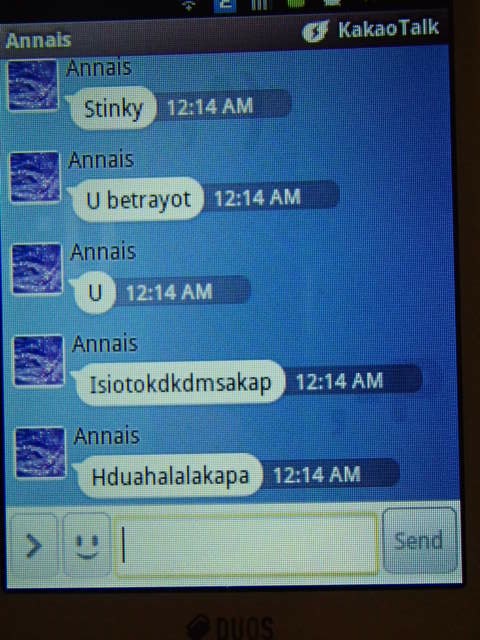 Annais
KakaoTalk
Annais
Stinky 12:14 AM
Annais
U betrayot 12:14 AM
Annais
U 12:14 AM
Annais
Isiotokdkdmsakap 12:14 AM
Annais
Hduahalalakapa 12:14 AM
Send
DUOS